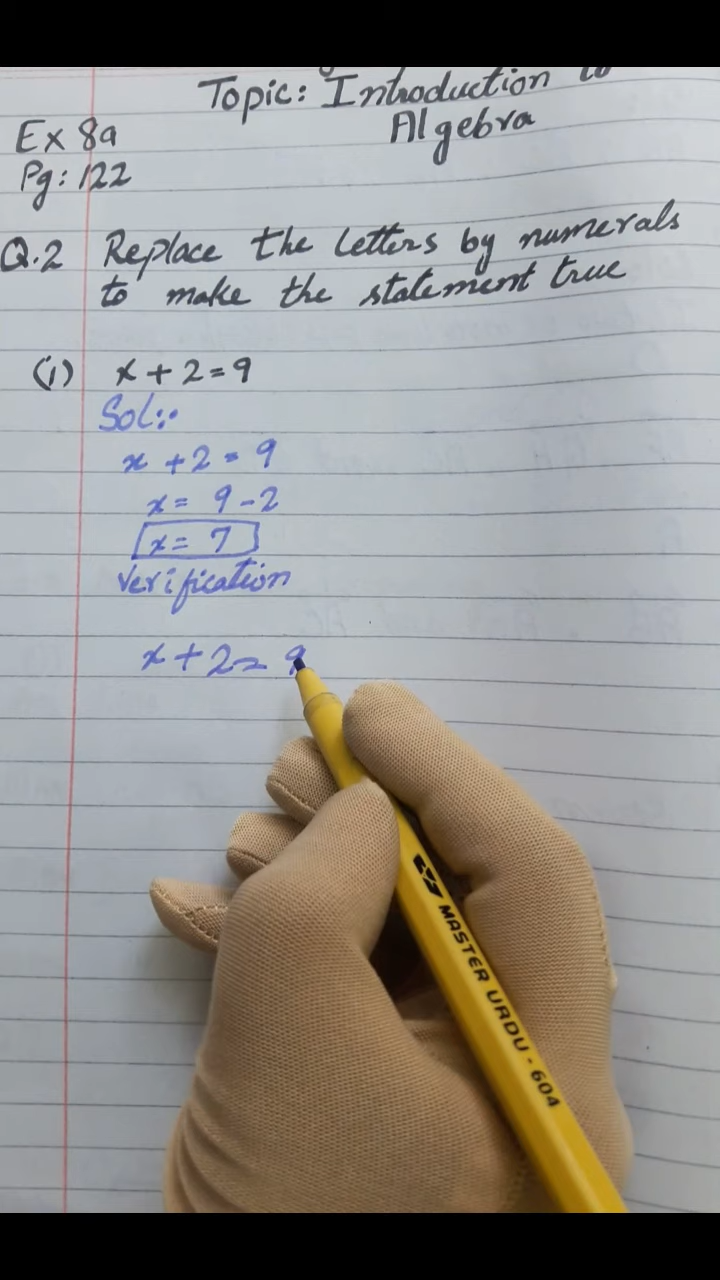 Topic: Introduction to
Algebra
Ex 8a
Pg: 122
Q.2 Replace the letters by numerals
to make the statement true
(i) x + 2 = 9
Sol:.
x + 2 = 9
x = 9 - 2
x = 7
Verification
x + 2 = 9
MASTER URDU - 604